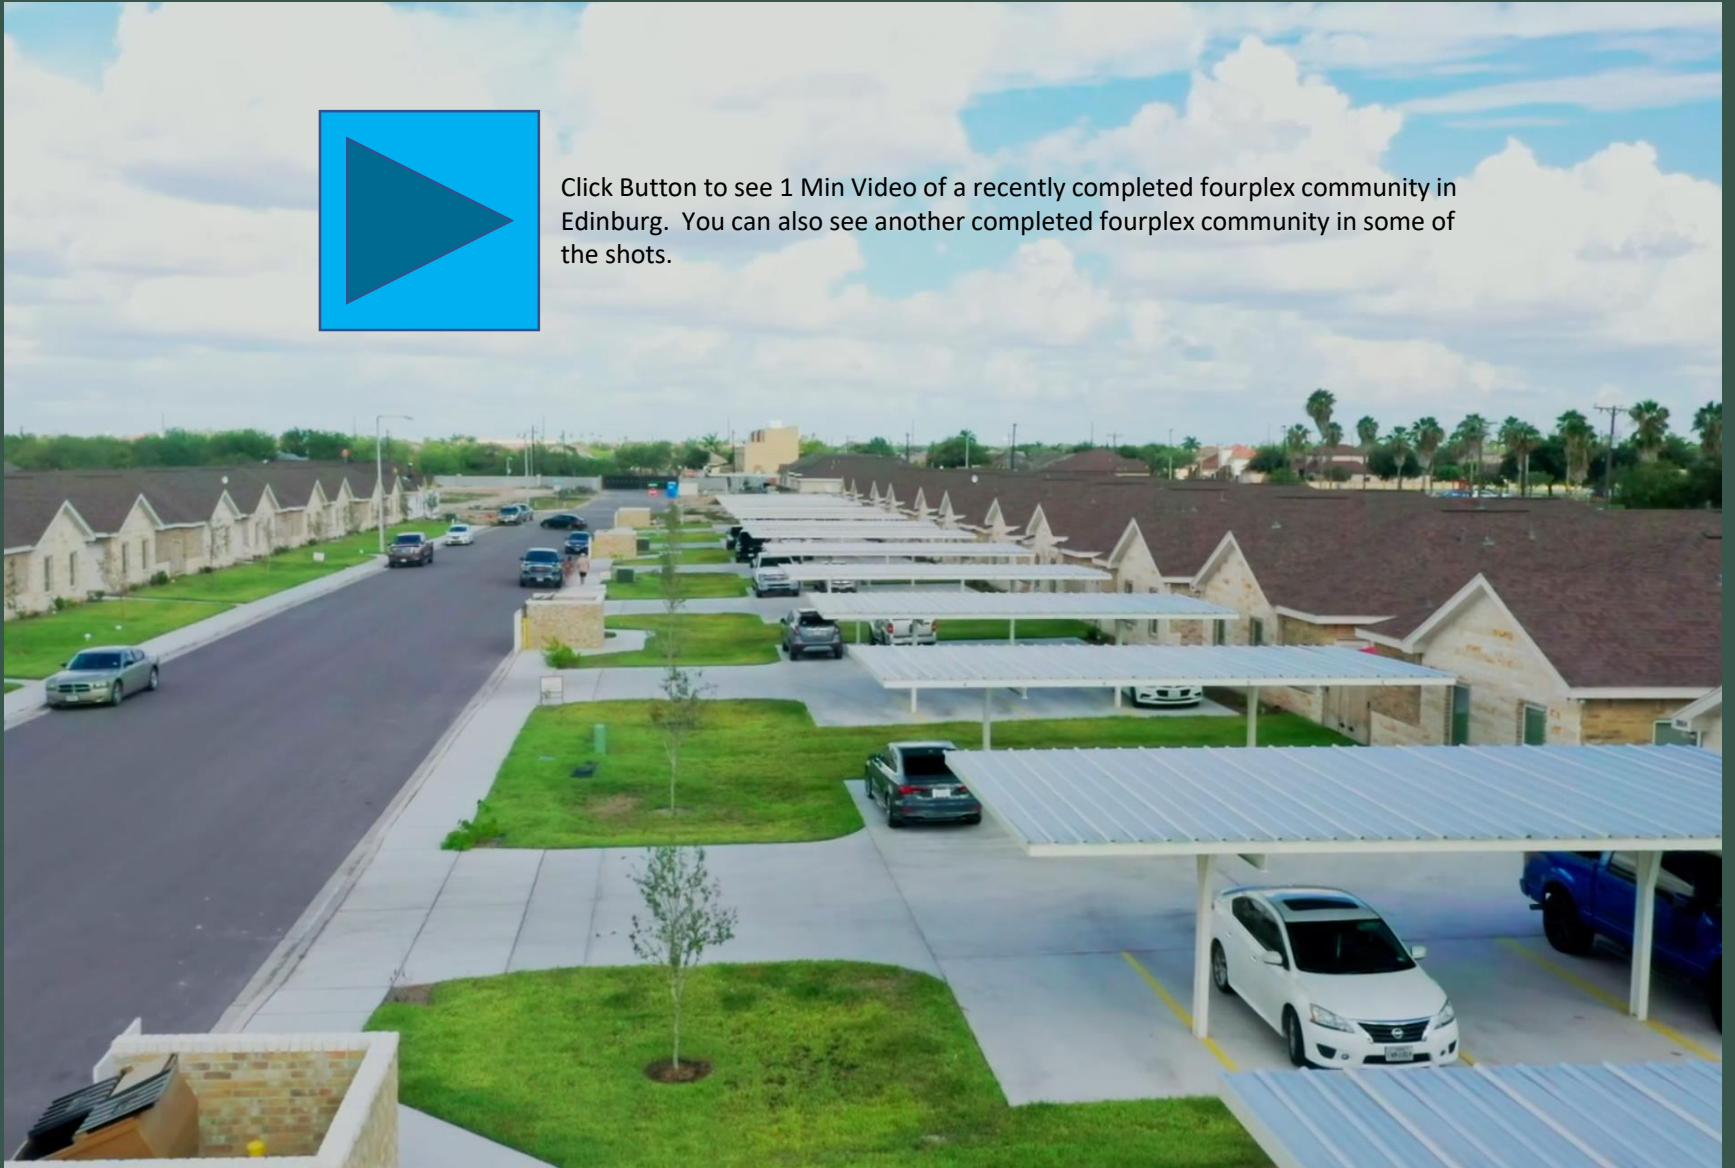 Click Button to see 1 Min Video of a recently completed fourplex community in
Edinburg.  You can also see another completed fourplex community in some of
the shots.